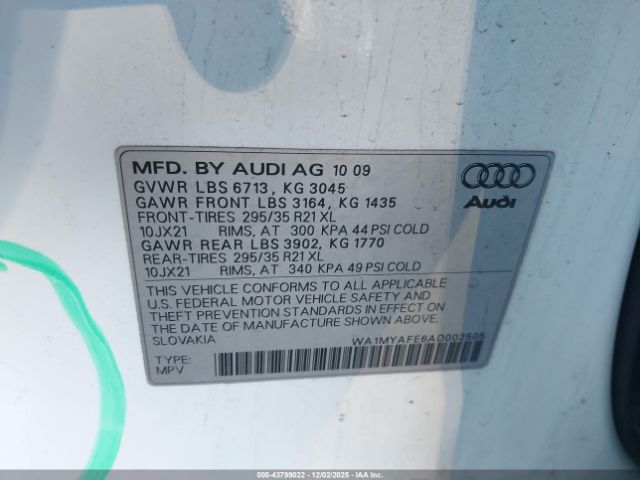 MFD. BY AUDI AG 10 09
GVWR LBS 6713, KG 3045
GAWR FRONT LBS 3164, KG 1435
FRONT-TIRES 295/35 R21 XL
10JX21 RIMS, AT 300 KPA 44 PSI COLD
GAWR REAR LBS 3902, KG 1770
REAR-TIRES 295/35 R21 XL
10JX21 RIMS, AT 340 KPA 49 PSI COLD
Audi
THIS VEHICLE CONFORMS TO ALL APPLICABLE
U.S. FEDERAL MOTOR VEHICLE SAFETY AND
THEFT PREVENTION STANDARDS IN EFFECT ON
THE DATE OF MANUFACTURE SHOWN ABOVE.
SLOVAKIA WA1MYAFE6AD002505
TYPE:
MPV
000-43799022 - 12/02/2025 - IAAI.COM